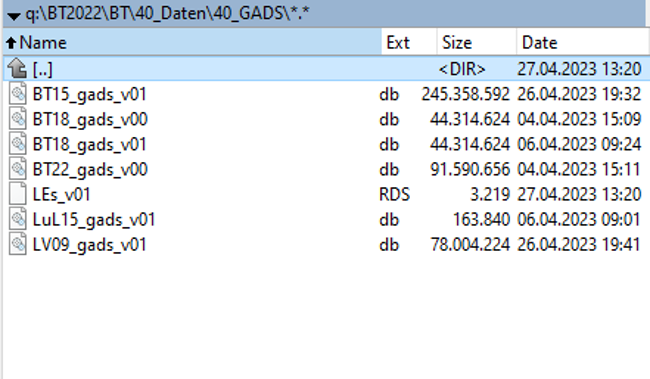 q:\BT2022\BT\40_Daten\40_GADS\*.*
Name Ext Size Date
[..] <DIR> 27.04.2023 13:20
BT15_gads_v01 db 245.358.592 26.04.2023 19:32
BT18_gads_v00 db 44.314.624 04.04.2023 15:09
BT18_gads_v01 db 44.314.624 06.04.2023 09:24
BT22_gads_v00 db 91.590.656 04.04.2023 15:11
LEs_v01 RDS 3.219 27.04.2023 13:20
LuL15_gads_v01 db 163.840 06.04.2023 09:01
LV09_gads_v01 db 78.004.224 26.04.2023 19:41